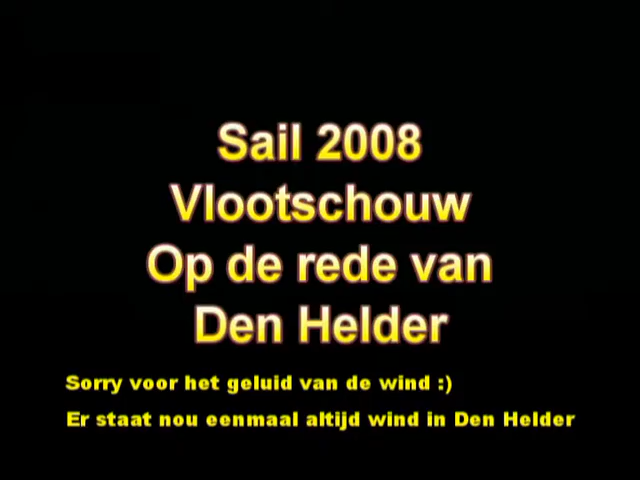 Sail 2008
Vlootschouw
Op de rede van
Den Helder
Sorry voor het geluid van de wind :)
Er staat nou eenmaal altijd wind in Den Helder